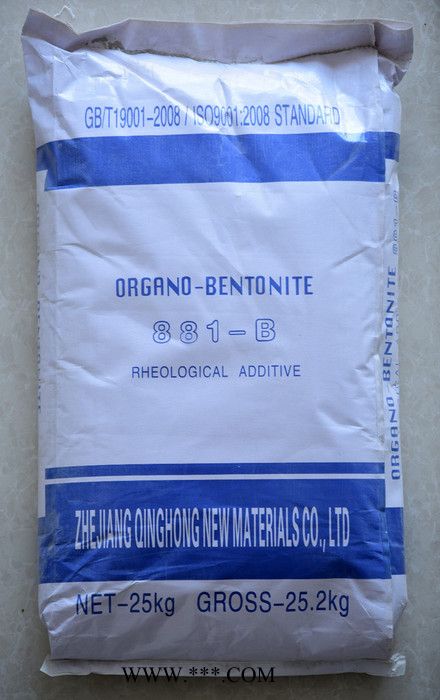 GB/T19001-2008 / ISO9001:2008 STANDARD
ORGANO-BENTONITE
881-B
RHEOLOGICAL ADDITIVE
ZHEJIANG QINGHONG NEW MATERIALS CO., LTD
NET-25kg GROSS-25.2kg
ORGANO-BENTONITE 881-B
WWW.***.COM